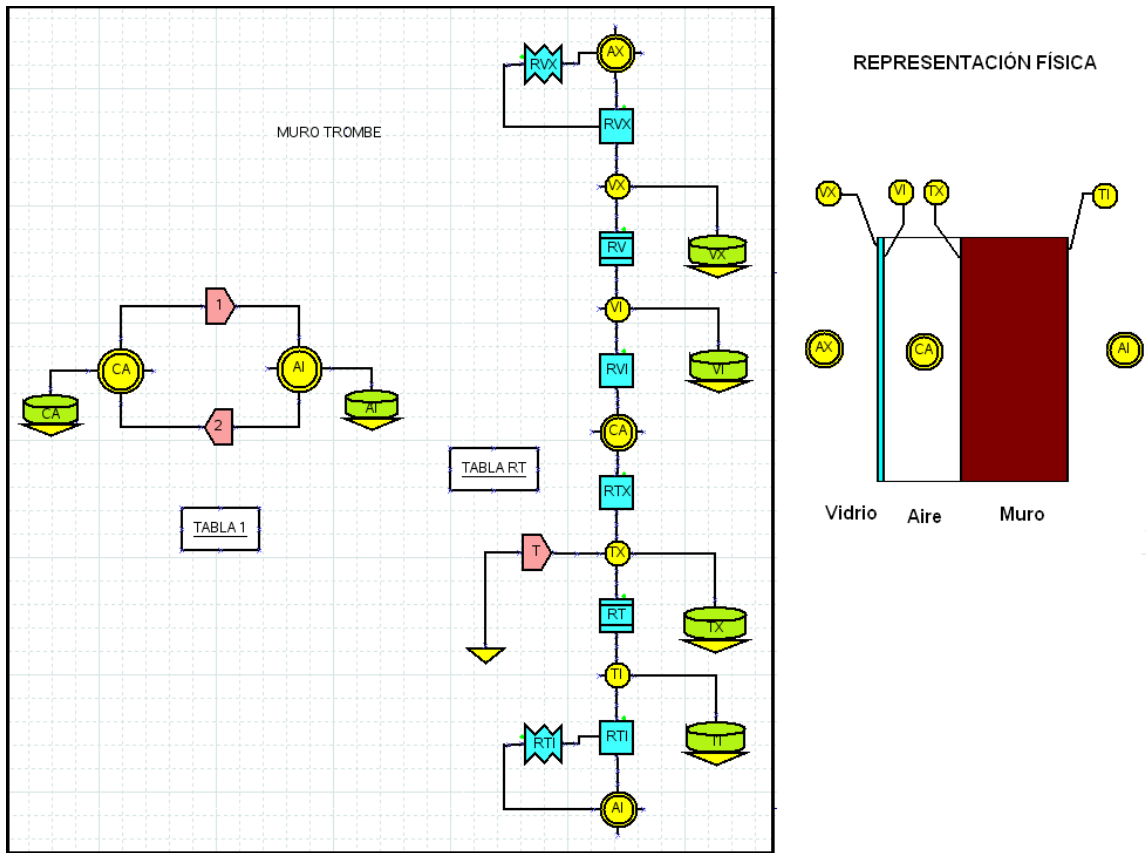 MURO TROMBE
CA
1
AI
2
CA
AI
TABLA 1
TABLA RT
AX
RVX
RVX
VX
VX
RV
VI
VI
RVI
CA
RTX
T
TX
TX
RT
TI
TI
RTI
RTI
AI
REPRESENTACIÓN FÍSICA
VX
VI
TX
TI
AX
CA
AI
Vidrio
Aire
Muro